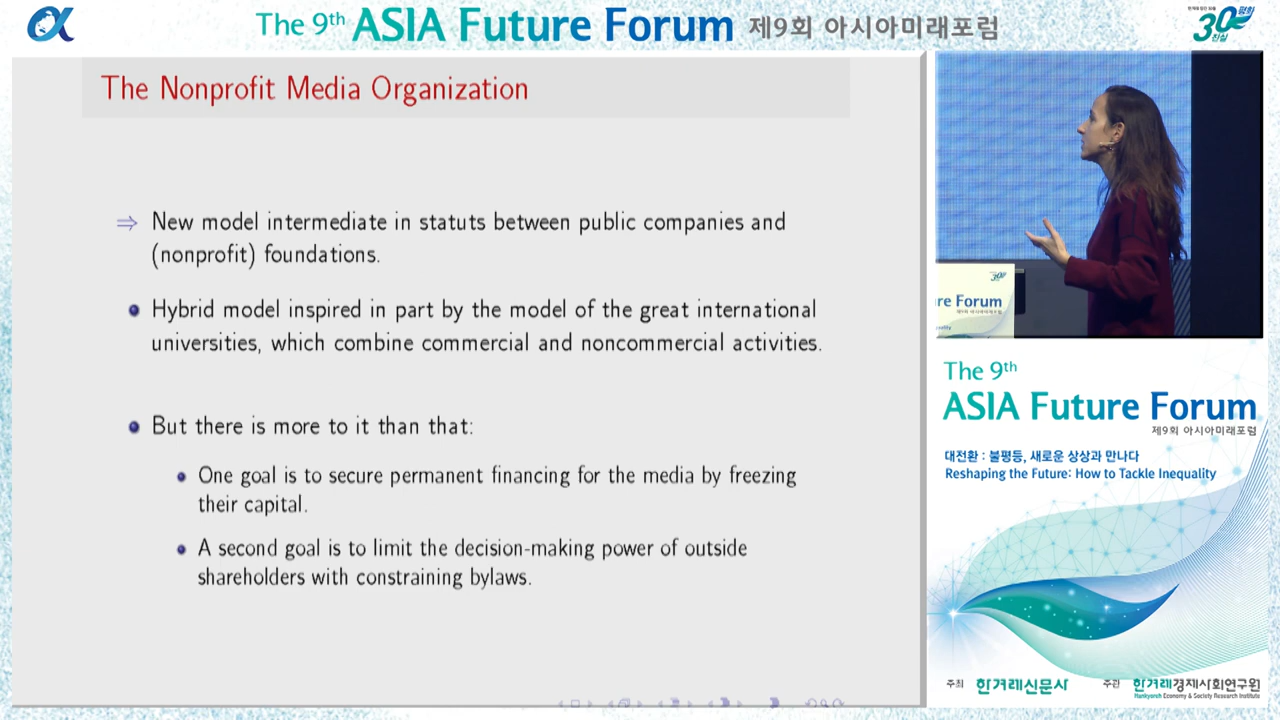 The 9th ASIA Future Forum 제9회 아시아미래포럼
30 평화 진실
The Nonprofit Media Organization
⇒ New model intermediate in statuts between public companies and
(nonprofit) foundations.
Hybrid model inspired in part by the model of the great international
universities, which combine commercial and noncommercial activities.
But there is more to it than that:
One goal is to secure permanent financing for the media by freezing
their capital.
A second goal is to limit the decision-making power of outside
shareholders with constraining bylaws.
re Forum
The 9th
ASIA Future Forum
제9회 아시아미래포럼
대전환 : 불평등, 새로운 상상과 만나다
Reshaping the Future: How to Tackle Inequality
주최 한겨레신문사 주관 한겨레경제사회연구원
Hankyoreh Economy & Society Research Institute